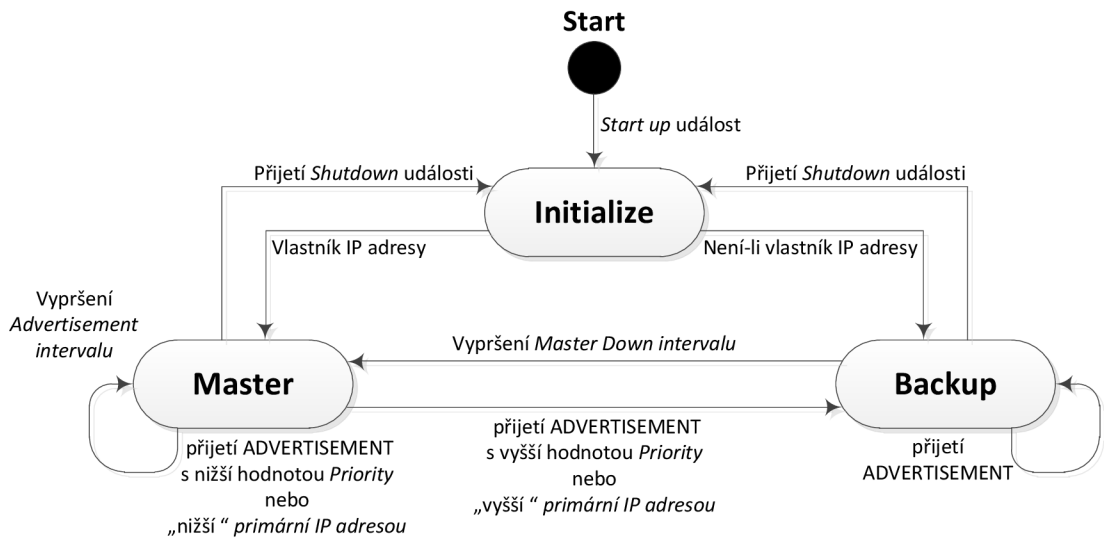 Start
Start up událost
Přijetí Shutdown události
Přijetí Shutdown události
Initialize
Vlastník IP adresy
Není-li vlastník IP adresy
Vypršení
Advertisement
intervalu
Vypršení Master Down intervalu
Master
Backup
přijetí ADVERTISEMENT
s nižší hodnotou Priority
nebo
„nižší “ primární IP adresou
přijetí ADVERTISEMENT
s vyšší hodnotou Priority
nebo
„vyšší “ primární IP adresou
přijetí
ADVERTISEMENT